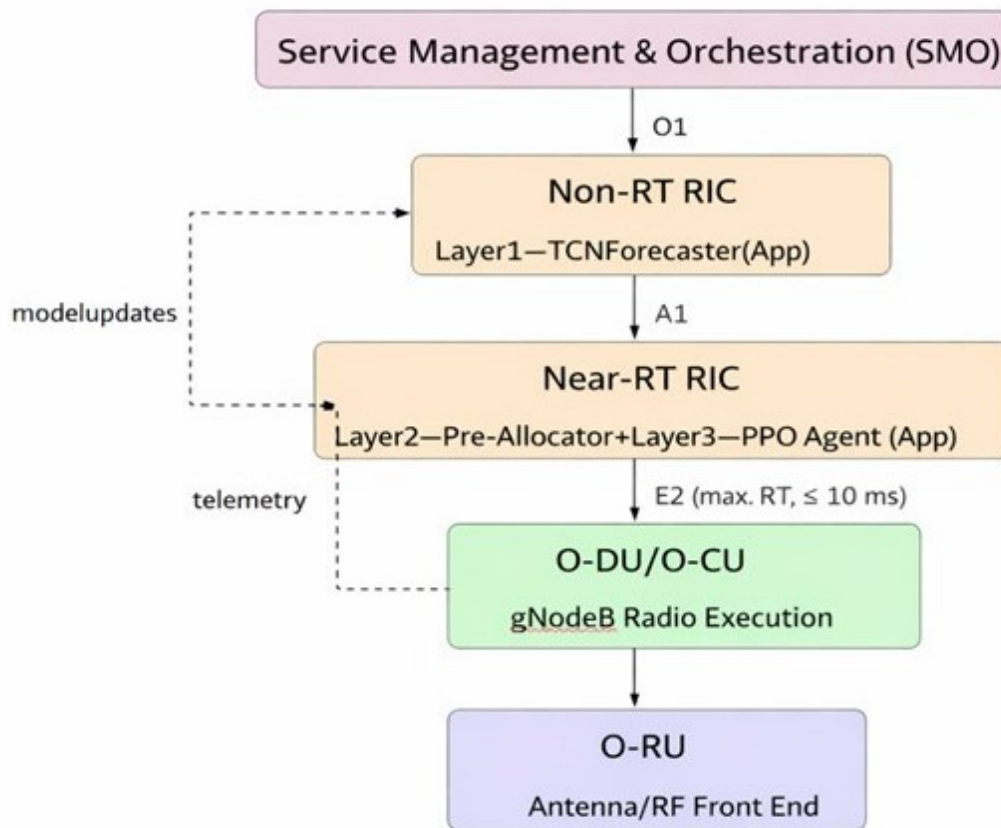 Service Management & Orchestration (SMO)
O1
Non-RT RIC
Layer1—TCNForecaster(App)
modelupdates
A1
Near-RT RIC
Layer2—Pre-Allocator+Layer3—PPO Agent (App)
telemetry
E2 (max. RT, ≤ 10 ms)
O-DU/O-CU
gNodeB Radio Execution
O-RU
Antenna/RF Front End